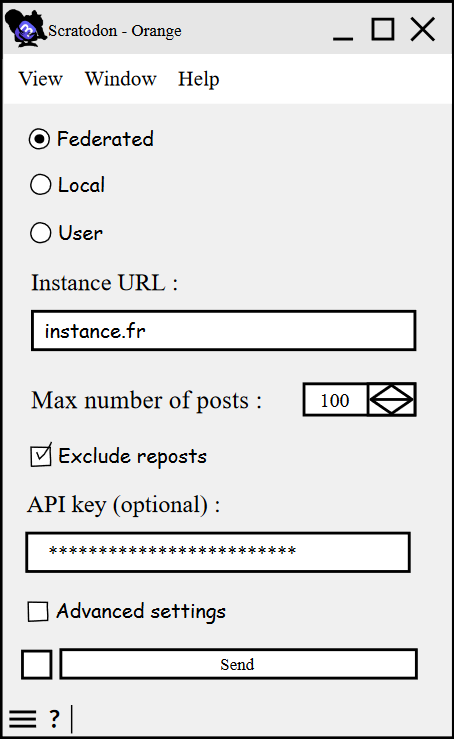 Scratodon - Orange
View Window Help
Federated
Local
User
Instance URL :
instance.fr
Max number of posts : 100
Exclude reposts
API key (optional) :
*************************
Advanced settings
Send
?